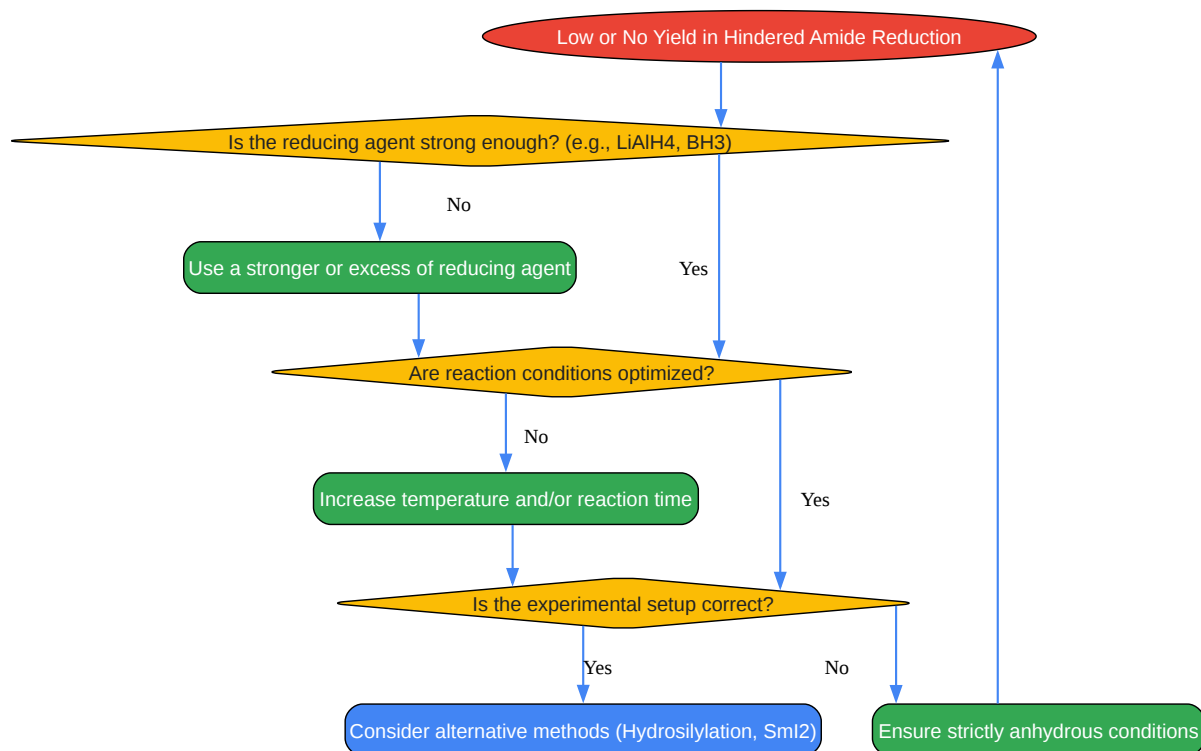 Low or No Yield in Hindered Amide Reduction
Is the reducing agent strong enough? (e.g., LiAlH4, BH3)
No
Use a stronger or excess of reducing agent
Yes
Are reaction conditions optimized?
No
Increase temperature and/or reaction time
Yes
Is the experimental setup correct?
Yes
No
Consider alternative methods (Hydrosilylation, SmI2)
Ensure strictly anhydrous conditions